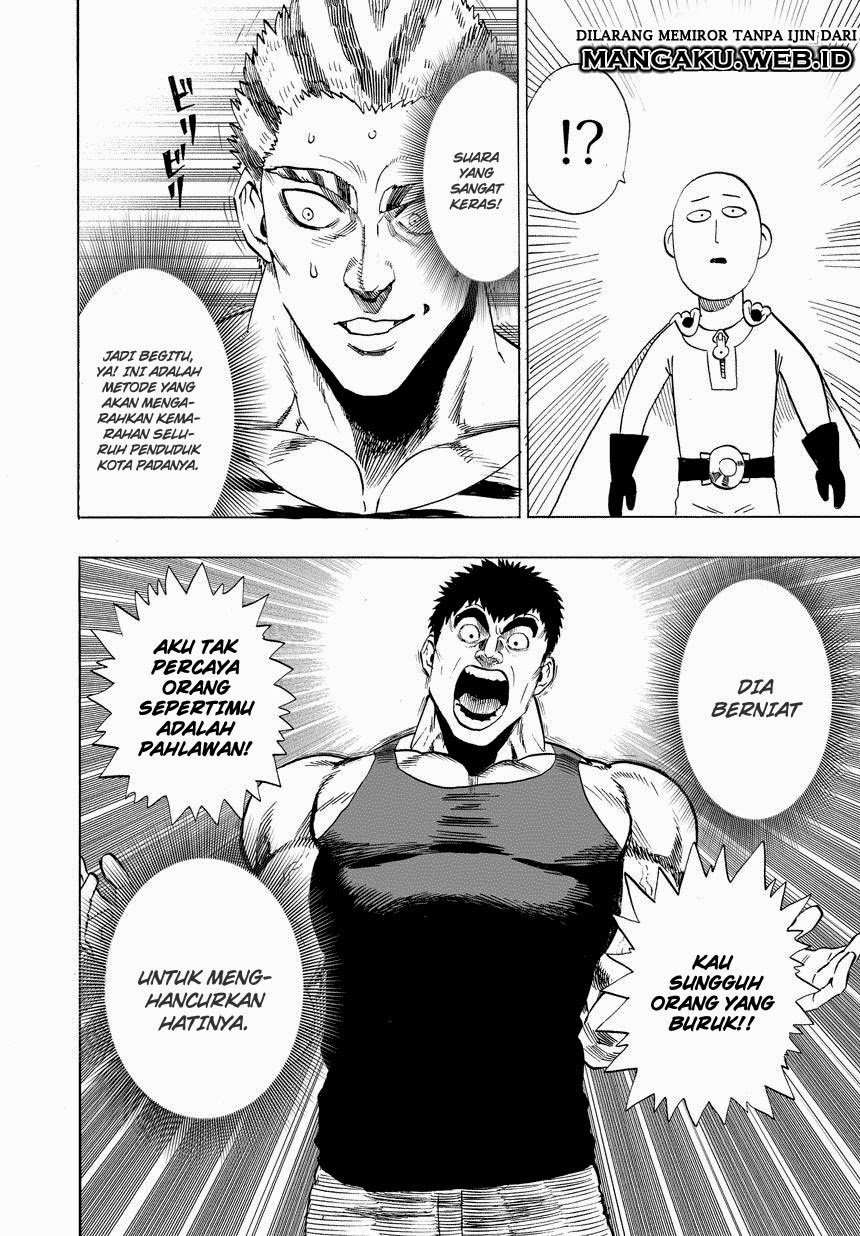 DILARANG MEMIROR TANPA IJIN DARI
MANGAKU.WEB.ID
!?
SUARA
YANG
SANGAT
KERAS!
ビリ
ビリ
JADI BEGITU,
YA! INI ADALAH
METODE YANG
AKAN MENGA-
RAHKAN KEMA-
RAHAN SELU-
RUH PENDUDUK
KOTA PADANYA.
DIA
BERNIAT
AKU TAK
PERCAYA
ORANG
SEPERTIMU
ADALAH
PAHLAWAN!
KAU
SUNGGUH
ORANG YANG
BURUK!!
UNTUK MENG-
HANCURKAN
HATINYA.